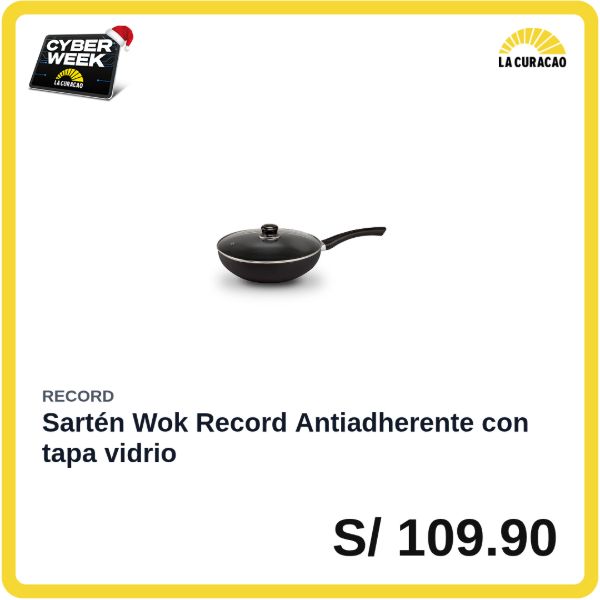 CYBER
WEEK
LA CURACAO
LA CURACAO
RECORD
Sartén Wok Record Antiadherente con
tapa vidrio
S/ 109.90